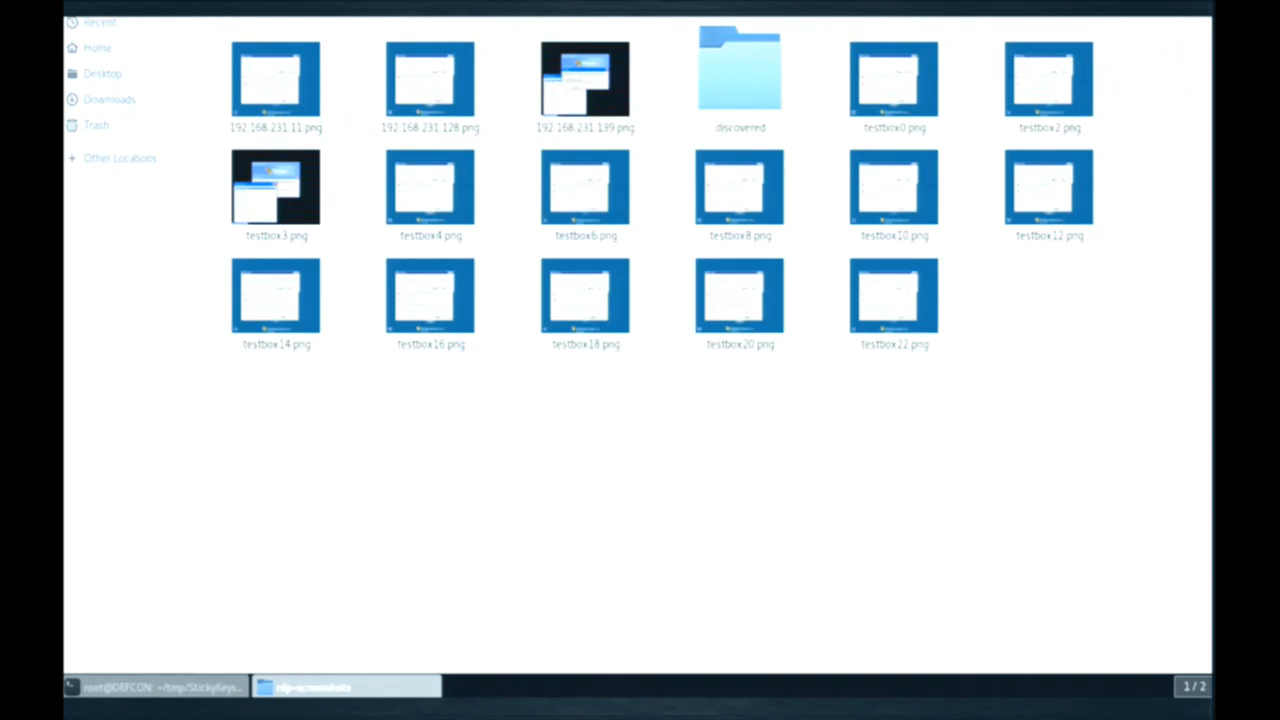 Recent
Home
Desktop
Downloads
Trash
Other Locations
192.168.231.11.png
192.168.231.128.png
192.168.231.139.png
discovered
testbox0.png
testbox2.png
testbox3.png
testbox4.png
testbox6.png
testbox8.png
testbox10.png
testbox12.png
testbox14.png
testbox16.png
testbox18.png
testbox20.png
testbox22.png
root@DEFCON: ~/tmp/StickyKeys...
rdp-screenshots
1 / 2